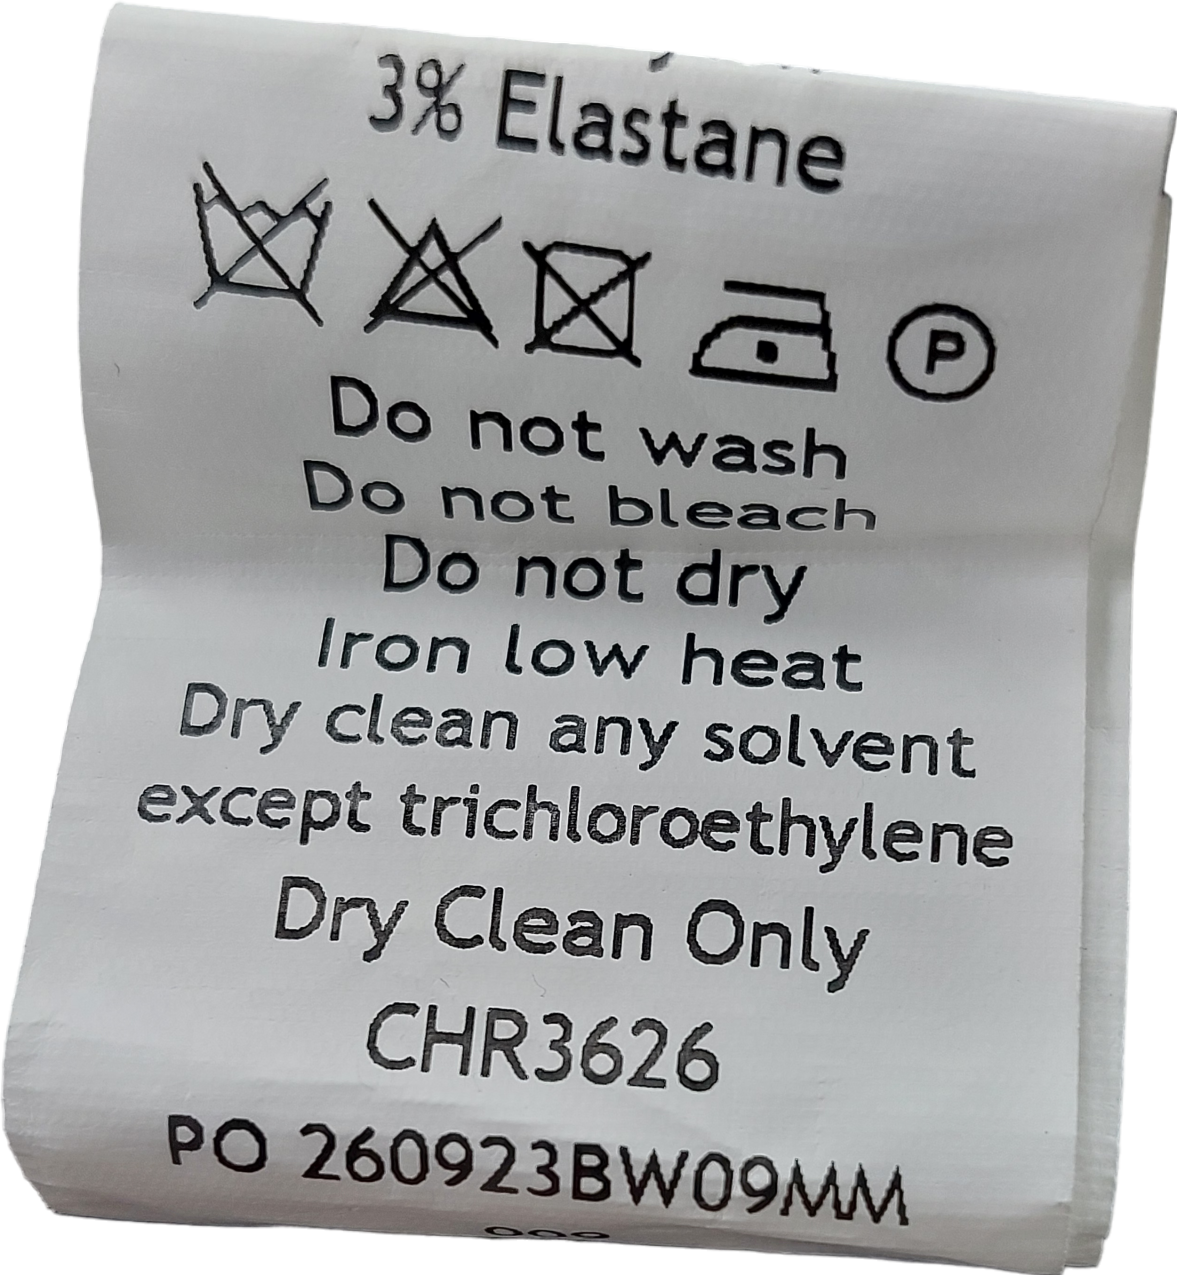 3% Elastane
P
Do not wash
Do not bleach
Do not dry
Iron low heat
Dry clean any solvent
except trichloroethylene
Dry Clean Only
CHR3626
PO 260923BW09MM